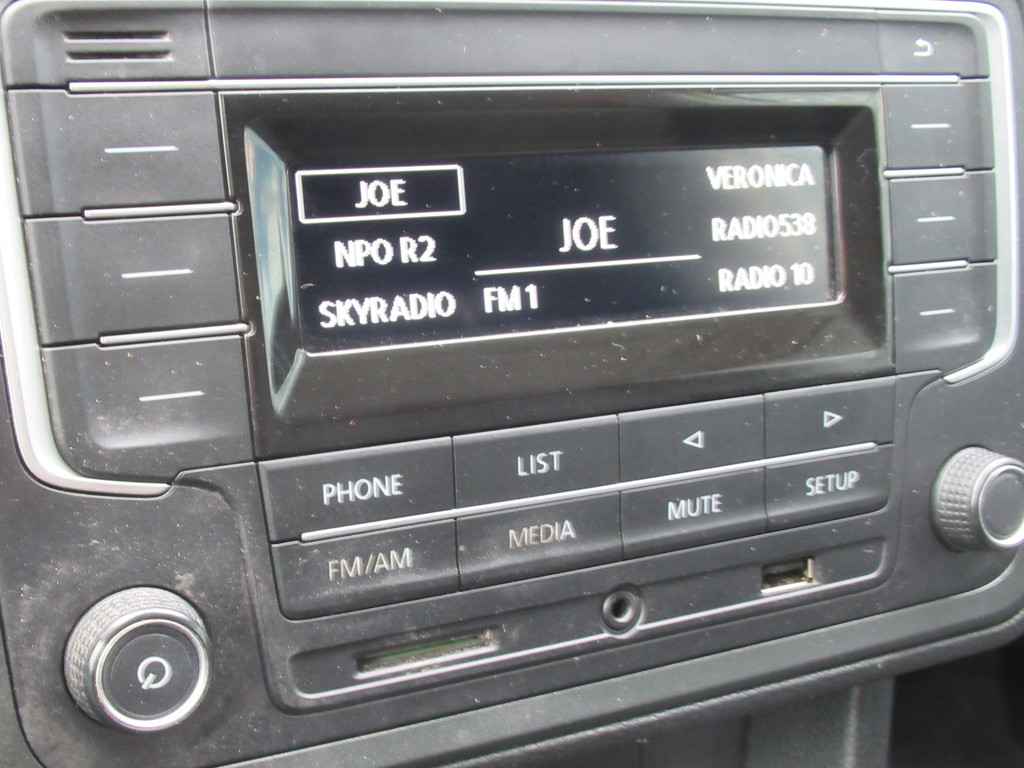 JOE
NPO R2
SKYRADIO
JOE
FM1
VERONICA
RADIO538
RADIO 10
PHONE
LIST
FM/AM
MEDIA
MUTE
SETUP